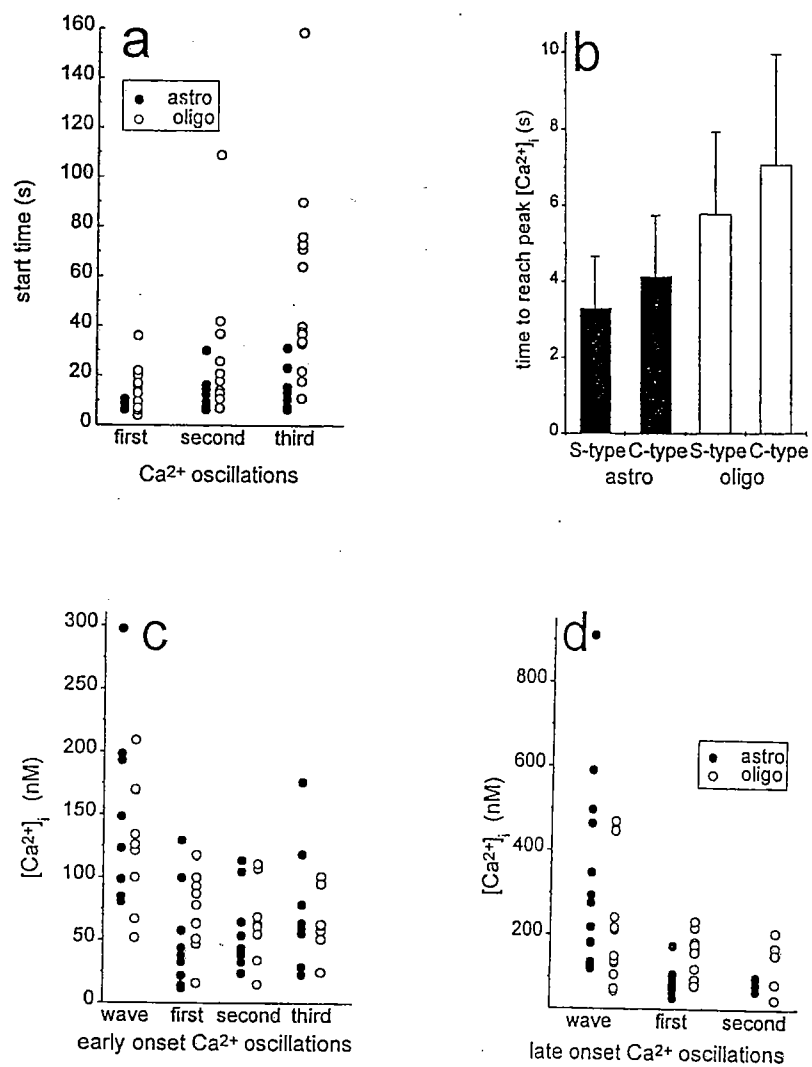 a
160
140
120
100
80
60
40
20
0
start time (s)
astro
oligo
first second third
Ca²⁺ oscillations
b
10
8
6
4
2
0
time to reach peak [Ca²⁺]ᵢ (s)
S-type C-type S-type C-type
astro oligo
c
300
250
200
150
100
50
0
[Ca²⁺]ᵢ (nM)
wave first second third
early onset Ca²⁺ oscillations
d
800
600
400
200
[Ca²⁺]ᵢ (nM)
astro
oligo
wave first second
late onset Ca²⁺ oscillations